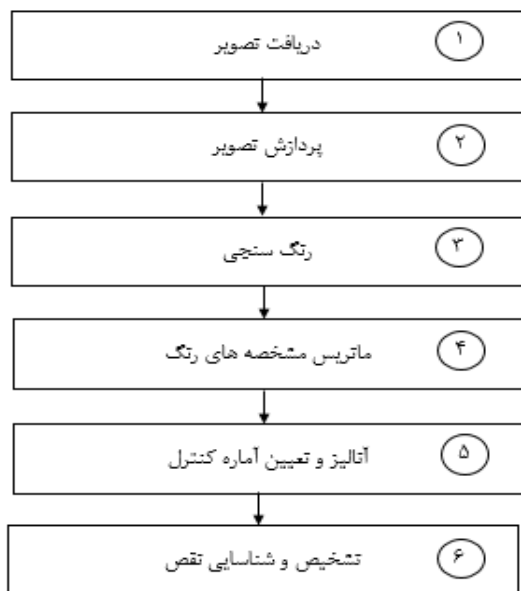 ۱ دریافت تصویر
۲ پردازش تصویر
۳ رنگ سنجی
۴ ماتریس مشخصه های رنگ
۵ آنالیز و تعیین آماره کنترل
۶ تشخیص و شناسایی نقص